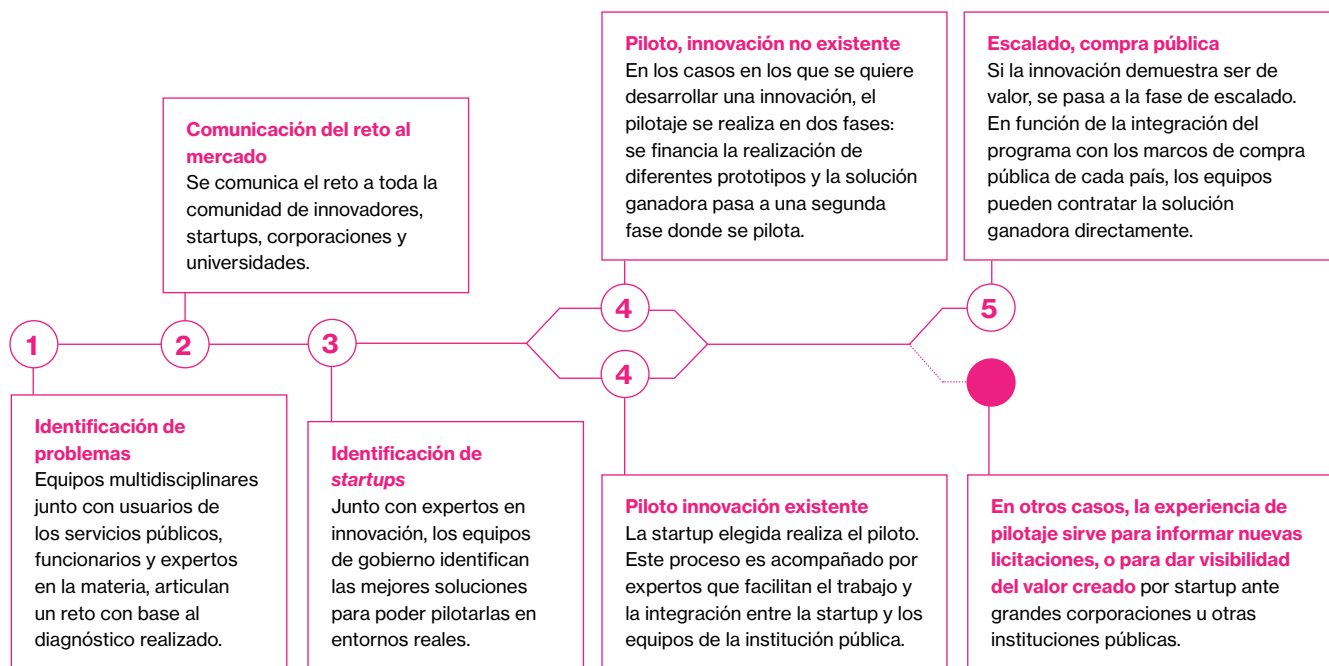 1
Identificación de
problemas
Equipos multidisciplinares
junto con usuarios de
los servicios públicos,
funcionarios y expertos
en la materia, articulan
un reto con base al
diagnóstico realizado.
2
Comunicación del reto al
mercado
Se comunica el reto a toda la
comunidad de innovadores,
startups, corporaciones y
universidades.
3
Identificación de
startups
Junto con expertos en
innovación, los equipos
de gobierno identifican
las mejores soluciones
para poder pilotarlas en
entornos reales.
4
Piloto, innovación no existente
En los casos en los que se quiere
desarrollar una innovación, el
pilotaje se realiza en dos fases:
se financia la realización de
diferentes prototipos y la solución
ganadora pasa a una segunda
fase donde se pilota.
4
Piloto innovación existente
La startup elegida realiza el piloto.
Este proceso es acompañado por
expertos que facilitan el trabajo y
la integración entre la startup y los
equipos de la institución pública.
5
Escalado, compra pública
Si la innovación demuestra ser de
valor, se pasa a la fase de escalado.
En función de la integración del
programa con los marcos de compra
pública de cada país, los equipos
pueden contratar la solución
ganadora directamente.
En otros casos, la experiencia de
pilotaje sirve para informar nuevas
licitaciones, o para dar visibilidad
del valor creado por startup ante
grandes corporaciones u otras
instituciones públicas.